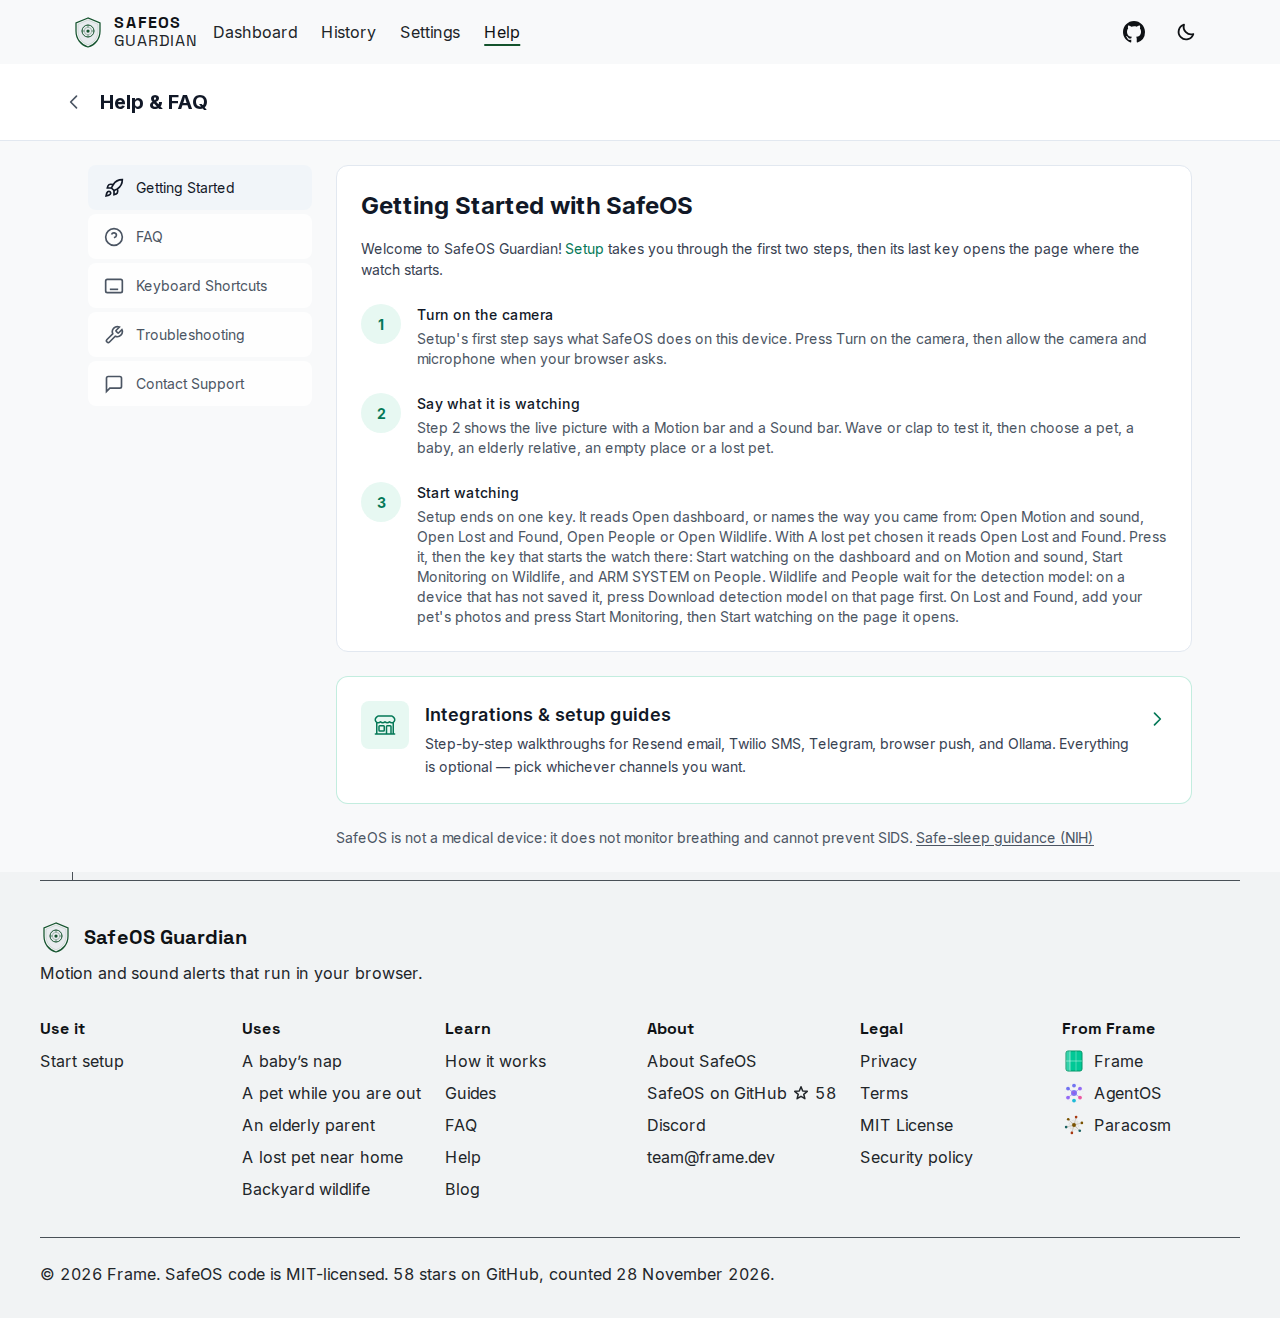 SAFEOS
GUARDIAN
Dashboard
History
Settings
Help
Help & FAQ
Getting Started
FAQ
Keyboard Shortcuts
Troubleshooting
Contact Support
Getting Started with SafeOS
Welcome to SafeOS Guardian! Setup takes you through the first two steps, then its last key opens the page where the
watch starts.
1
Turn on the camera
Setup's first step says what SafeOS does on this device. Press Turn on the camera, then allow the camera and
microphone when your browser asks.
2
Say what it is watching
Step 2 shows the live picture with a Motion bar and a Sound bar. Wave or clap to test it, then choose a pet, a
baby, an elderly relative, an empty place or a lost pet.
3
Start watching
Setup ends on one key. It reads Open dashboard, or names the way you came from: Open Motion and sound,
Open Lost and Found, Open People or Open Wildlife. With A lost pet chosen it reads Open Lost and Found. Press
it, then the key that starts the watch there: Start watching on the dashboard and on Motion and sound, Start
Monitoring on Wildlife, and ARM SYSTEM on People. Wildlife and People wait for the detection model: on a
device that has not saved it, press Download detection model on that page first. On Lost and Found, add your
pet's photos and press Start Monitoring, then Start watching on the page it opens.
Integrations & setup guides
Step-by-step walkthroughs for Resend email, Twilio SMS, Telegram, browser push, and Ollama. Everything
is optional — pick whichever channels you want.
SafeOS is not a medical device: it does not monitor breathing and cannot prevent SIDS. Safe-sleep guidance (NIH)
SafeOS Guardian
Motion and sound alerts that run in your browser.
Use it
Start setup
Uses
A baby’s nap
A pet while you are out
An elderly parent
A lost pet near home
Backyard wildlife
Learn
How it works
Guides
FAQ
Help
Blog
About
About SafeOS
SafeOS on GitHub ☆ 58
Discord
team@frame.dev
Legal
Privacy
Terms
MIT License
Security policy
From Frame
Frame
AgentOS
Paracosm
© 2026 Frame. SafeOS code is MIT-licensed. 58 stars on GitHub, counted 28 November 2026.